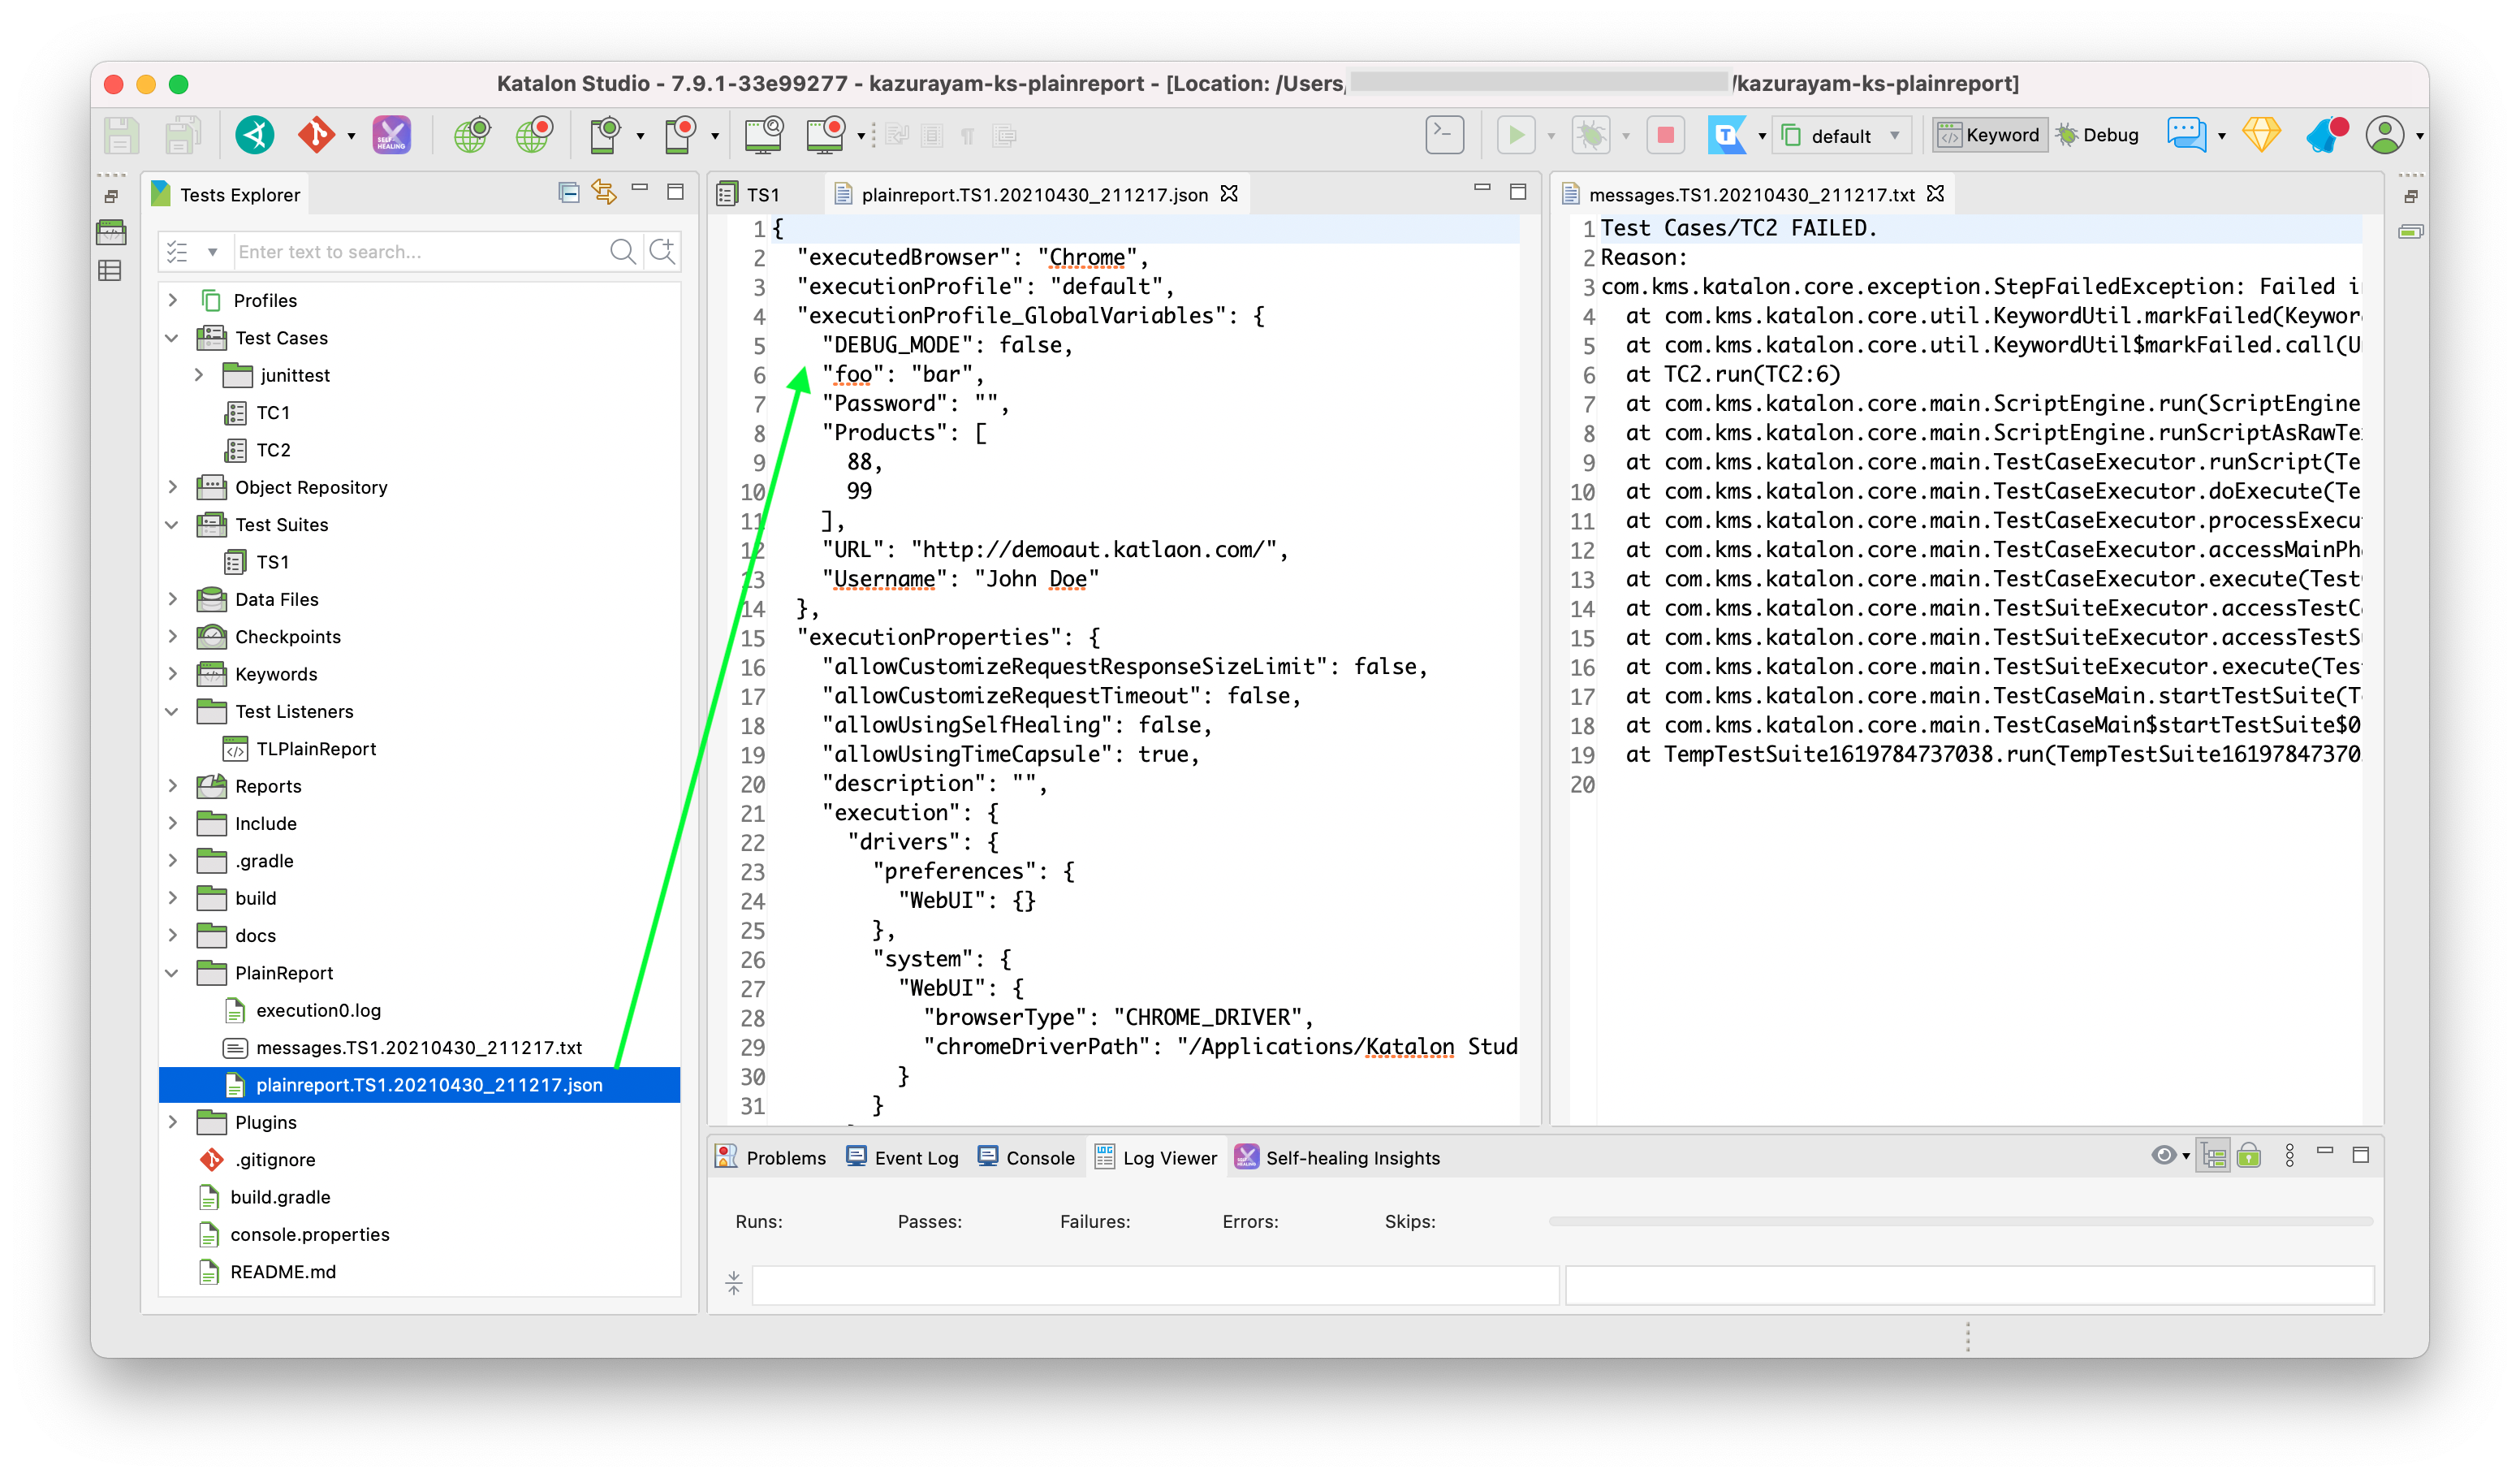 Katalon Studio - 7.9.1-33e99277 - kazurayam-ks-plainreport - [Location: /Users/ /kazurayam-ks-plainreport]
SELF HEALING
T
default
Keyword
Debug
Tests Explorer
Enter text to search...
Profiles
Test Cases
junittest
TC1
TC2
Object Repository
Test Suites
TS1
Data Files
Checkpoints
Keywords
Test Listeners
TLPlainReport
Reports
Include
.gradle
build
docs
PlainReport
execution0.log
messages.TS1.20210430_211217.txt
plainreport.TS1.20210430_211217.json
Plugins
.gitignore
build.gradle
console.properties
README.md
TS1
plainreport.TS1.20210430_211217.json
1 {
2 "executedBrowser": "Chrome",
3 "executionProfile": "default",
4 "executionProfile_GlobalVariables": {
5 "DEBUG_MODE": false,
6 "foo": "bar",
7 "Password": "",
8 "Products": [
9 88,
10 99
11 ],
12 "URL": "http://demoaut.katlaon.com/",
13 "Username": "John Doe"
14 },
15 "executionProperties": {
16 "allowCustomizeRequestResponseSizeLimit": false,
17 "allowCustomizeRequestTimeout": false,
18 "allowUsingSelfHealing": false,
19 "allowUsingTimeCapsule": true,
20 "description": "",
21 "execution": {
22 "drivers": {
23 "preferences": {
24 "WebUI": {}
25 },
26 "system": {
27 "WebUI": {
28 "browserType": "CHROME_DRIVER",
29 "chromeDriverPath": "/Applications/Katalon Stud
30 }
31 }
messages.TS1.20210430_211217.txt
1 Test Cases/TC2 FAILED.
2 Reason:
3 com.kms.katalon.core.exception.StepFailedException: Failed i
4 at com.kms.katalon.core.util.KeywordUtil.markFailed(Keywor
5 at com.kms.katalon.core.util.KeywordUtil$markFailed.call(U
6 at TC2.run(TC2:6)
7 at com.kms.katalon.core.main.ScriptEngine.run(ScriptEngine
8 at com.kms.katalon.core.main.ScriptEngine.runScriptAsRawTe
9 at com.kms.katalon.core.main.TestCaseExecutor.runScript(Te
10 at com.kms.katalon.core.main.TestCaseExecutor.doExecute(Te
11 at com.kms.katalon.core.main.TestCaseExecutor.processExecu
12 at com.kms.katalon.core.main.TestCaseExecutor.accessMainPh
13 at com.kms.katalon.core.main.TestCaseExecutor.execute(Test
14 at com.kms.katalon.core.main.TestSuiteExecutor.accessTestC
15 at com.kms.katalon.core.main.TestSuiteExecutor.accessTestS
16 at com.kms.katalon.core.main.TestSuiteExecutor.execute(Tes
17 at com.kms.katalon.core.main.TestCaseMain.startTestSuite(T
18 at com.kms.katalon.core.main.TestCaseMain$startTestSuite$0
19 at TempTestSuite1619784737038.run(TempTestSuite16197847370
20
Problems
Event Log
Console
Log Viewer
Self-healing Insights
Runs:
Passes:
Failures:
Errors:
Skips: